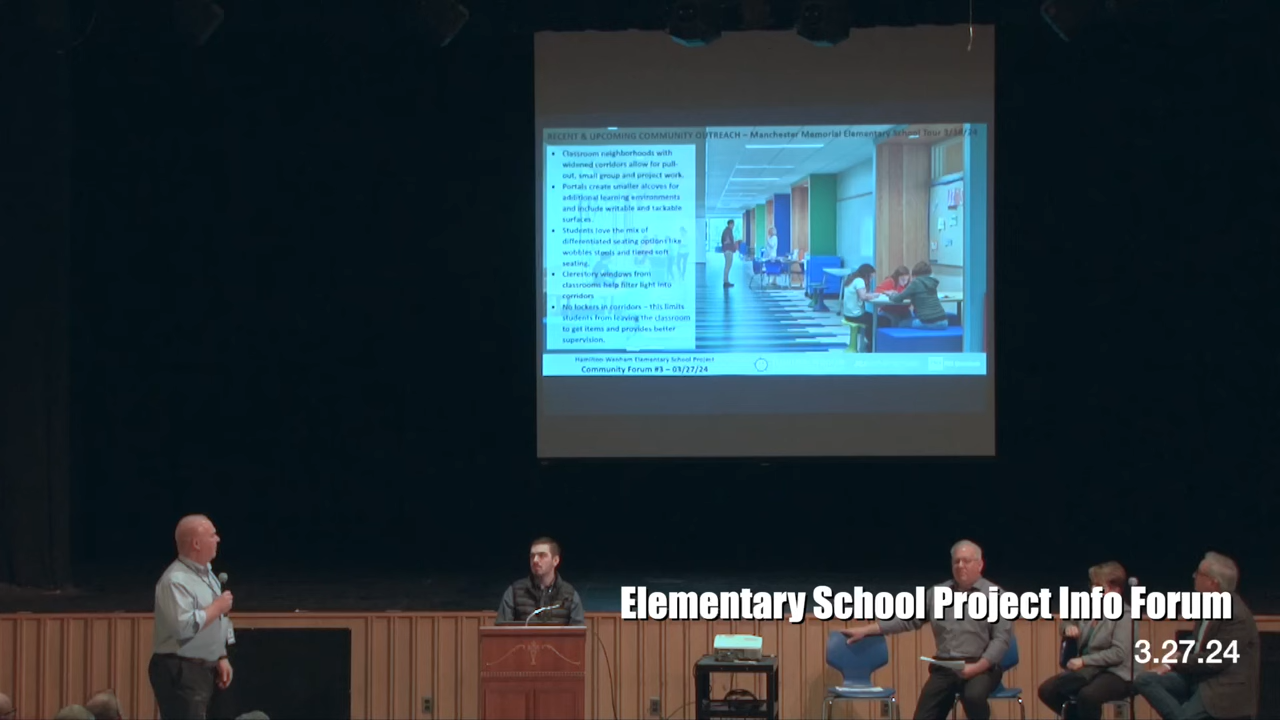 RECENT & UPCOMING COMMUNITY OUTREACH – Manchester Memorial Elementary School Tour
• Classroom neighborhoods with
widened corridors allow for pull-
out, small group and project work.
• Portals create smaller alcoves for
additional learning environments
and include writable and tackable
surfaces.
• Students love the mix of
differentiated seating options like
wobbles stools and tiered soft
seating.
• Clerestory windows from
classrooms help filter light into
corridors
• No lockers in corridors – this limits
students from leaving the classroom
to get items and provides better
supervision.
Hamilton-Wenham Elementary School Project
Community Forum #3 – 03/27/24
Elementary School Project Info Forum
3.27.24